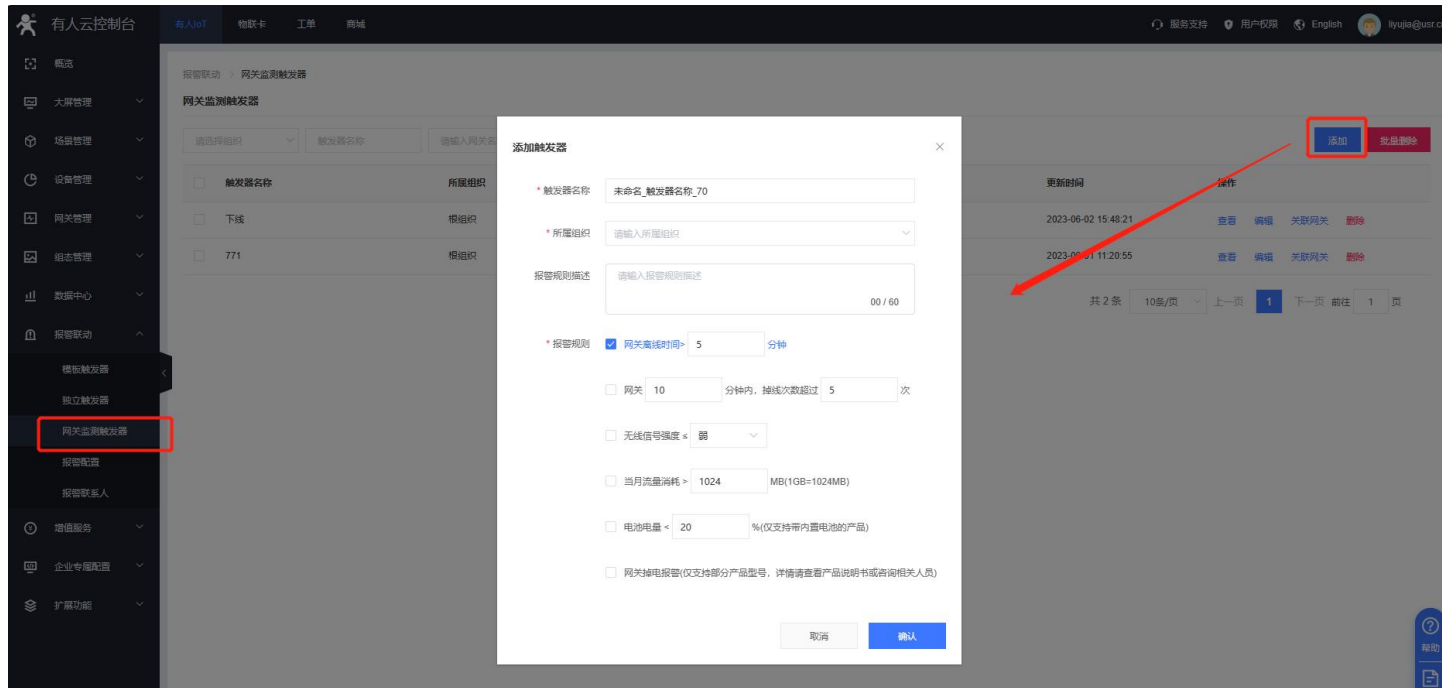 有人云控制台
有人IoT 物联卡 工单 商城 服务支持 用户权限 English liyujia@usr.c
概览
大屏管理
场景管理
设备管理
网关管理
组态管理
数据中心
报警联动
模板触发器
独立触发器
网关监测触发器
报警配置
报警联系人
增值服务
企业专属配置
扩展功能
报警联动 > 网关监测触发器
网关监测触发器
请选择组织 触发器名称 请输入网关名 添加 批量删除
触发器名称 所属组织 更新时间 操作
下线 根组织 2023-06-02 15:48:21 查看 编辑 关联网关 删除
771 根组织 2023-06-01 11:20:55 查看 编辑 关联网关 删除
共 2 条 10条/页 上一页 1 下一页 前往 1 页
添加触发器 ×
* 触发器名称 未命名_触发器名称_70
* 所属组织 请输入所属组织
报警规则描述 请输入报警规则描述
00 / 60
* 报警规则 网关离线时间> 5 分钟
网关 10 分钟内，掉线次数超过 5 次
无线信号强度 ≤ 弱
当月流量消耗 > 1024 MB(1GB=1024MB)
电池电量 < 20 %(仅支持带内置电池的产品)
网关掉电报警(仅支持部分产品型号，详情请查看产品说明书或咨询相关人员)
取消 确认
帮助